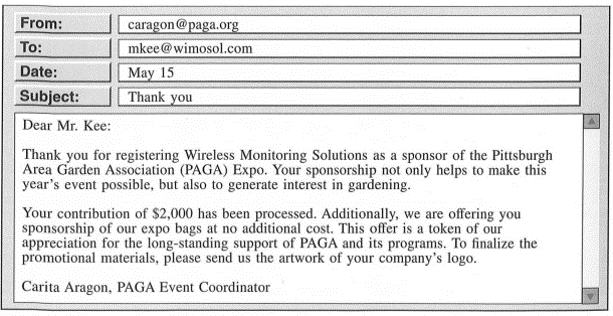 From: caragon@paga.org
To: mkee@wimosol.com
Date: May 15
Subject: Thank you
Dear Mr. Kee:
Thank you for registering Wireless Monitoring Solutions as a sponsor of the Pittsburgh
Area Garden Association (PAGA) Expo. Your sponsorship not only helps to make this
year's event possible, but also to generate interest in gardening.
Your contribution of $2,000 has been processed. Additionally, we are offering you
sponsorship of our expo bags at no additional cost. This offer is a token of our
appreciation for the long-standing support of PAGA and its programs. To finalize the
promotional materials, please send us the artwork of your company's logo.
Carita Aragon, PAGA Event Coordinator